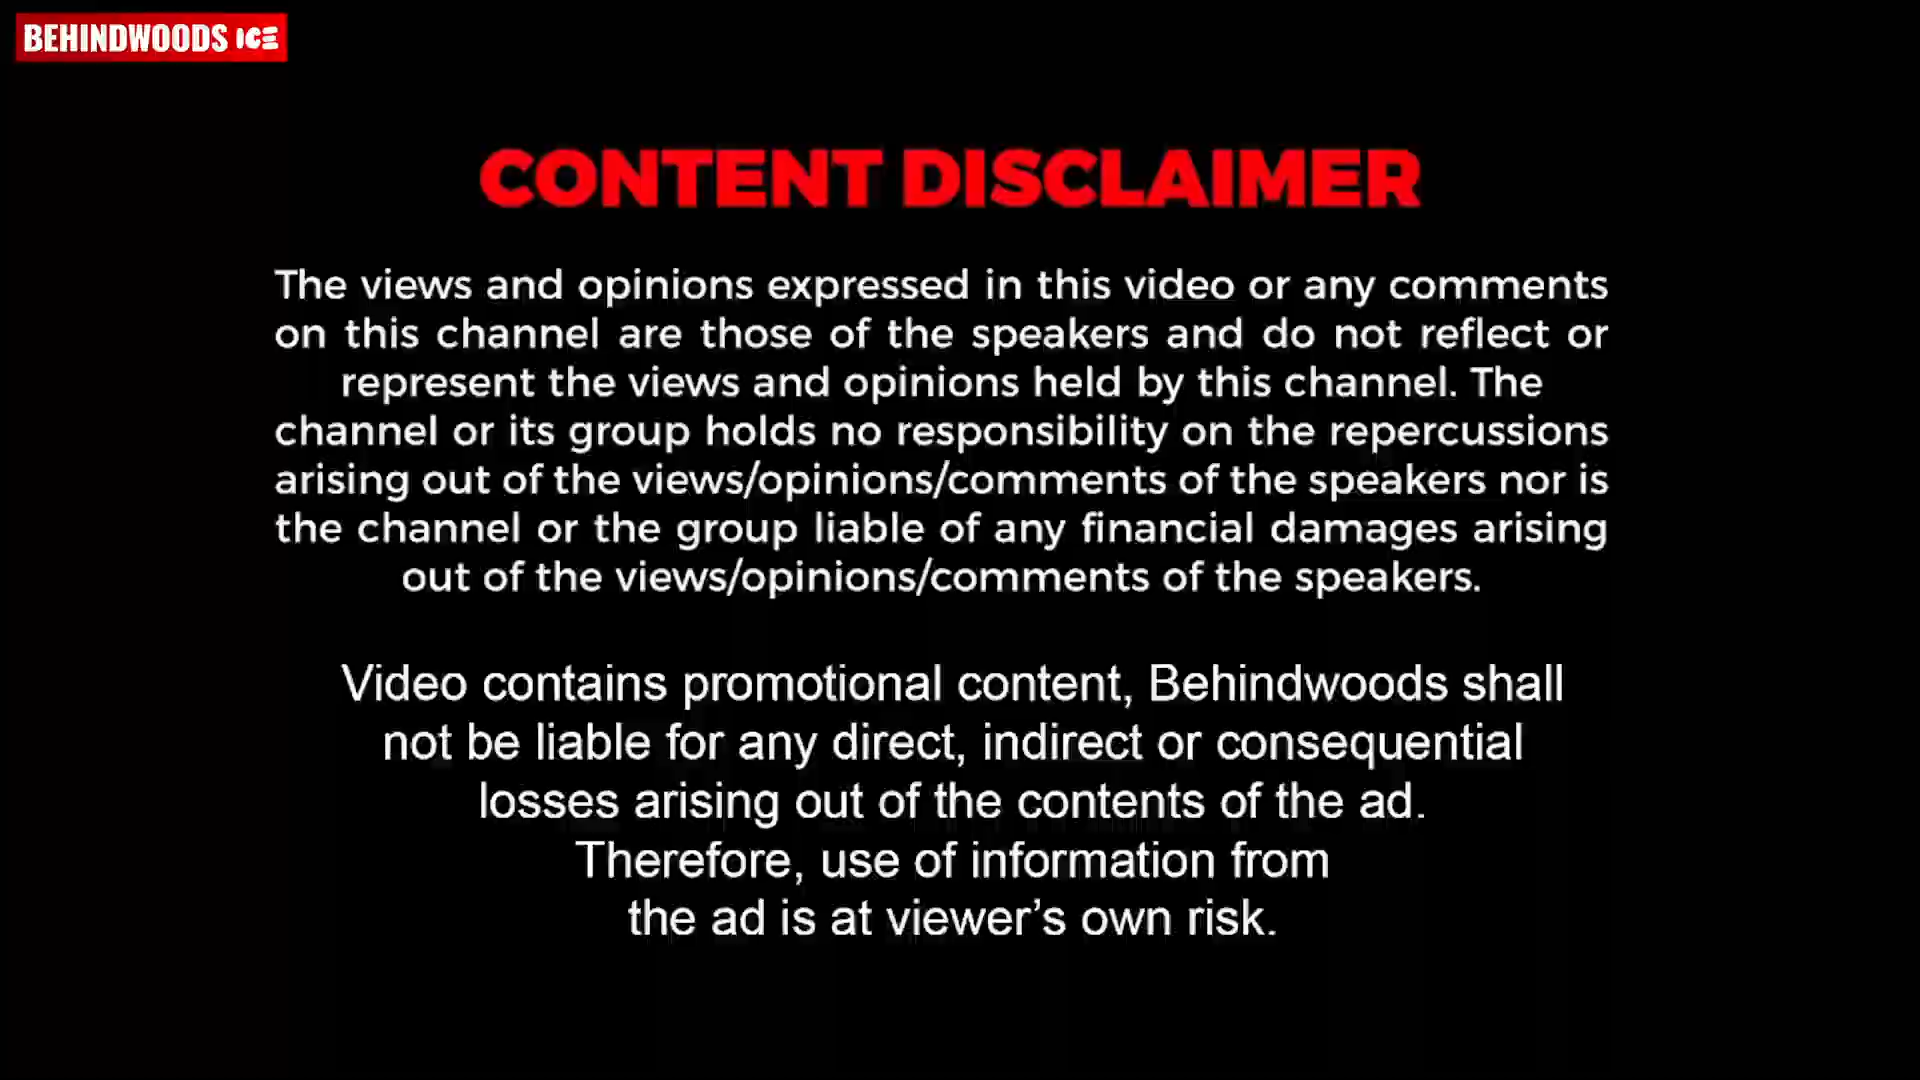 BEHINDWOODS ICE
CONTENT DISCLAIMER
The views and opinions expressed in this video or any comments
on this channel are those of the speakers and do not reflect or
represent the views and opinions held by this channel. The
channel or its group holds no responsibility on the repercussions
arising out of the views/opinions/comments of the speakers nor is
the channel or the group liable of any financial damages arising
out of the views/opinions/comments of the speakers.
Video contains promotional content, Behindwoods shall
not be liable for any direct, indirect or consequential
losses arising out of the contents of the ad.
Therefore, use of information from
the ad is at viewer’s own risk.